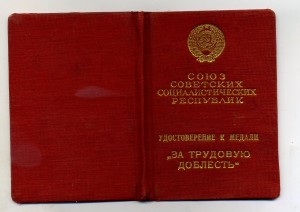 СОЮЗ
СОВЕТСКИХ
СОЦИАЛИСТИЧЕСКИХ
РЕСПУБЛИК
УДОСТОВЕРЕНИЕ К МЕДАЛИ
„ЗА ТРУДОВУЮ
ДОБЛЕСТЬ“